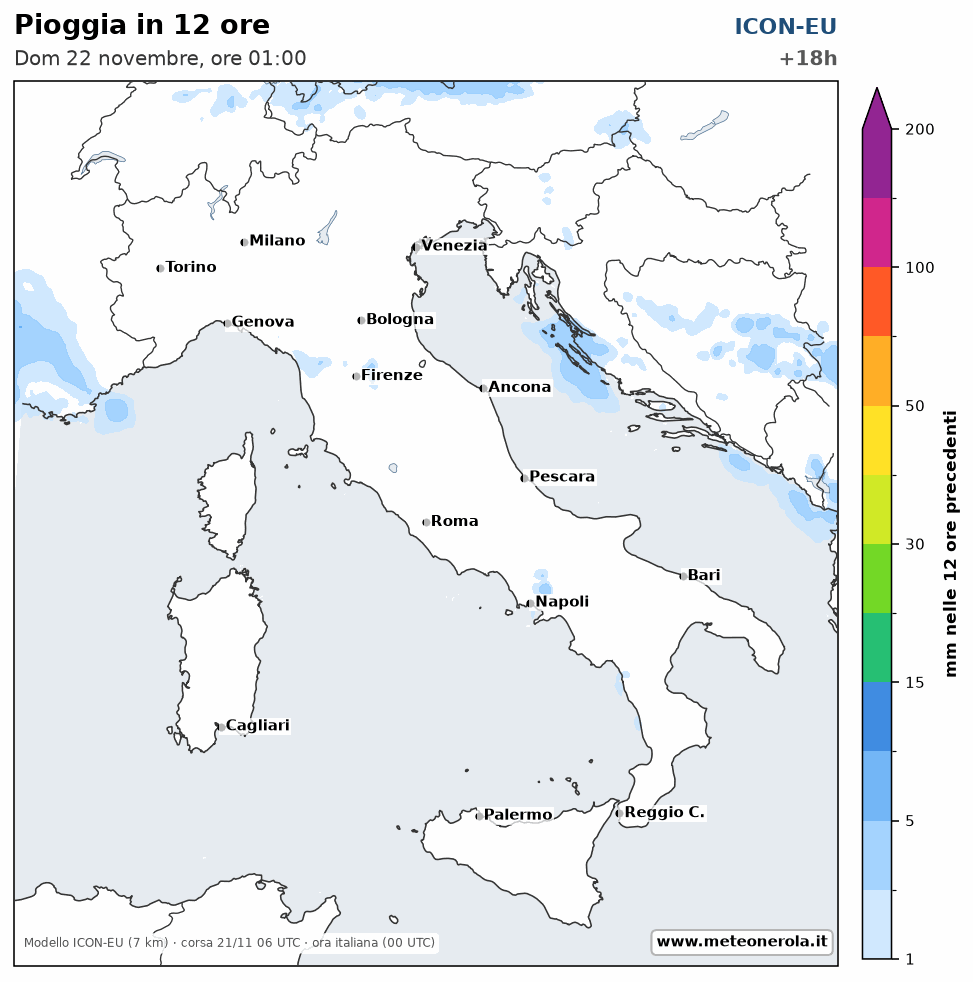 Pioggia in 12 ore
ICON-EU
Dom 22 novembre, ore 01:00
+18h
200
100
50
30
15
5
1
mm nelle 12 ore precedenti
Milano
Venezia
Torino
Genova
Bologna
Firenze
Ancona
Pescara
Roma
Bari
Napoli
Cagliari
Palermo
Reggio C.
Modello ICON-EU (7 km) · corsa 21/11 06 UTC · ora italiana (00 UTC)
www.meteonerola.it